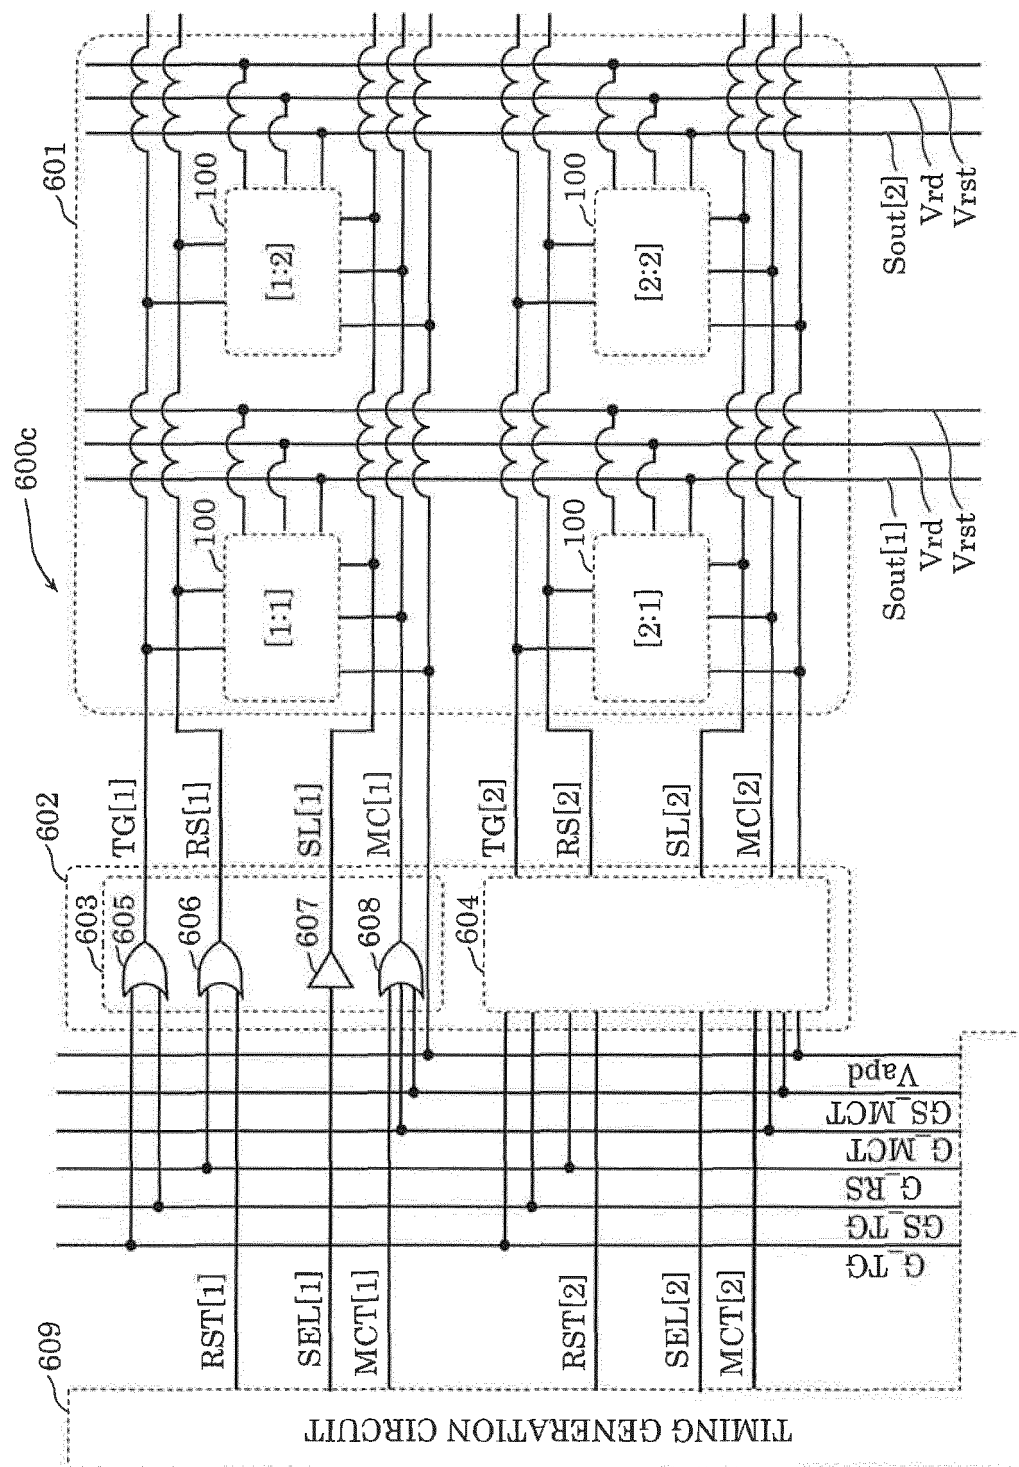 600c
601
100
[1:2]
100
[2:2]
100
[1:1]
100
[2:1]
Sout[2]
Vrd
Vrst
Sout[1]
Vrd
Vrst
602
603
605
606
607
608
604
TG[1]
RS[1]
SL[1]
MC[1]
TG[2]
RS[2]
SL[2]
MC[2]
Vapd
GS_MCT
G_MCT
G_RS
GS_TG
G_TG
RST[1]
SEL[1]
MCT[1]
RST[2]
SEL[2]
MCT[2]
609
TIMING GENERATION CIRCUIT